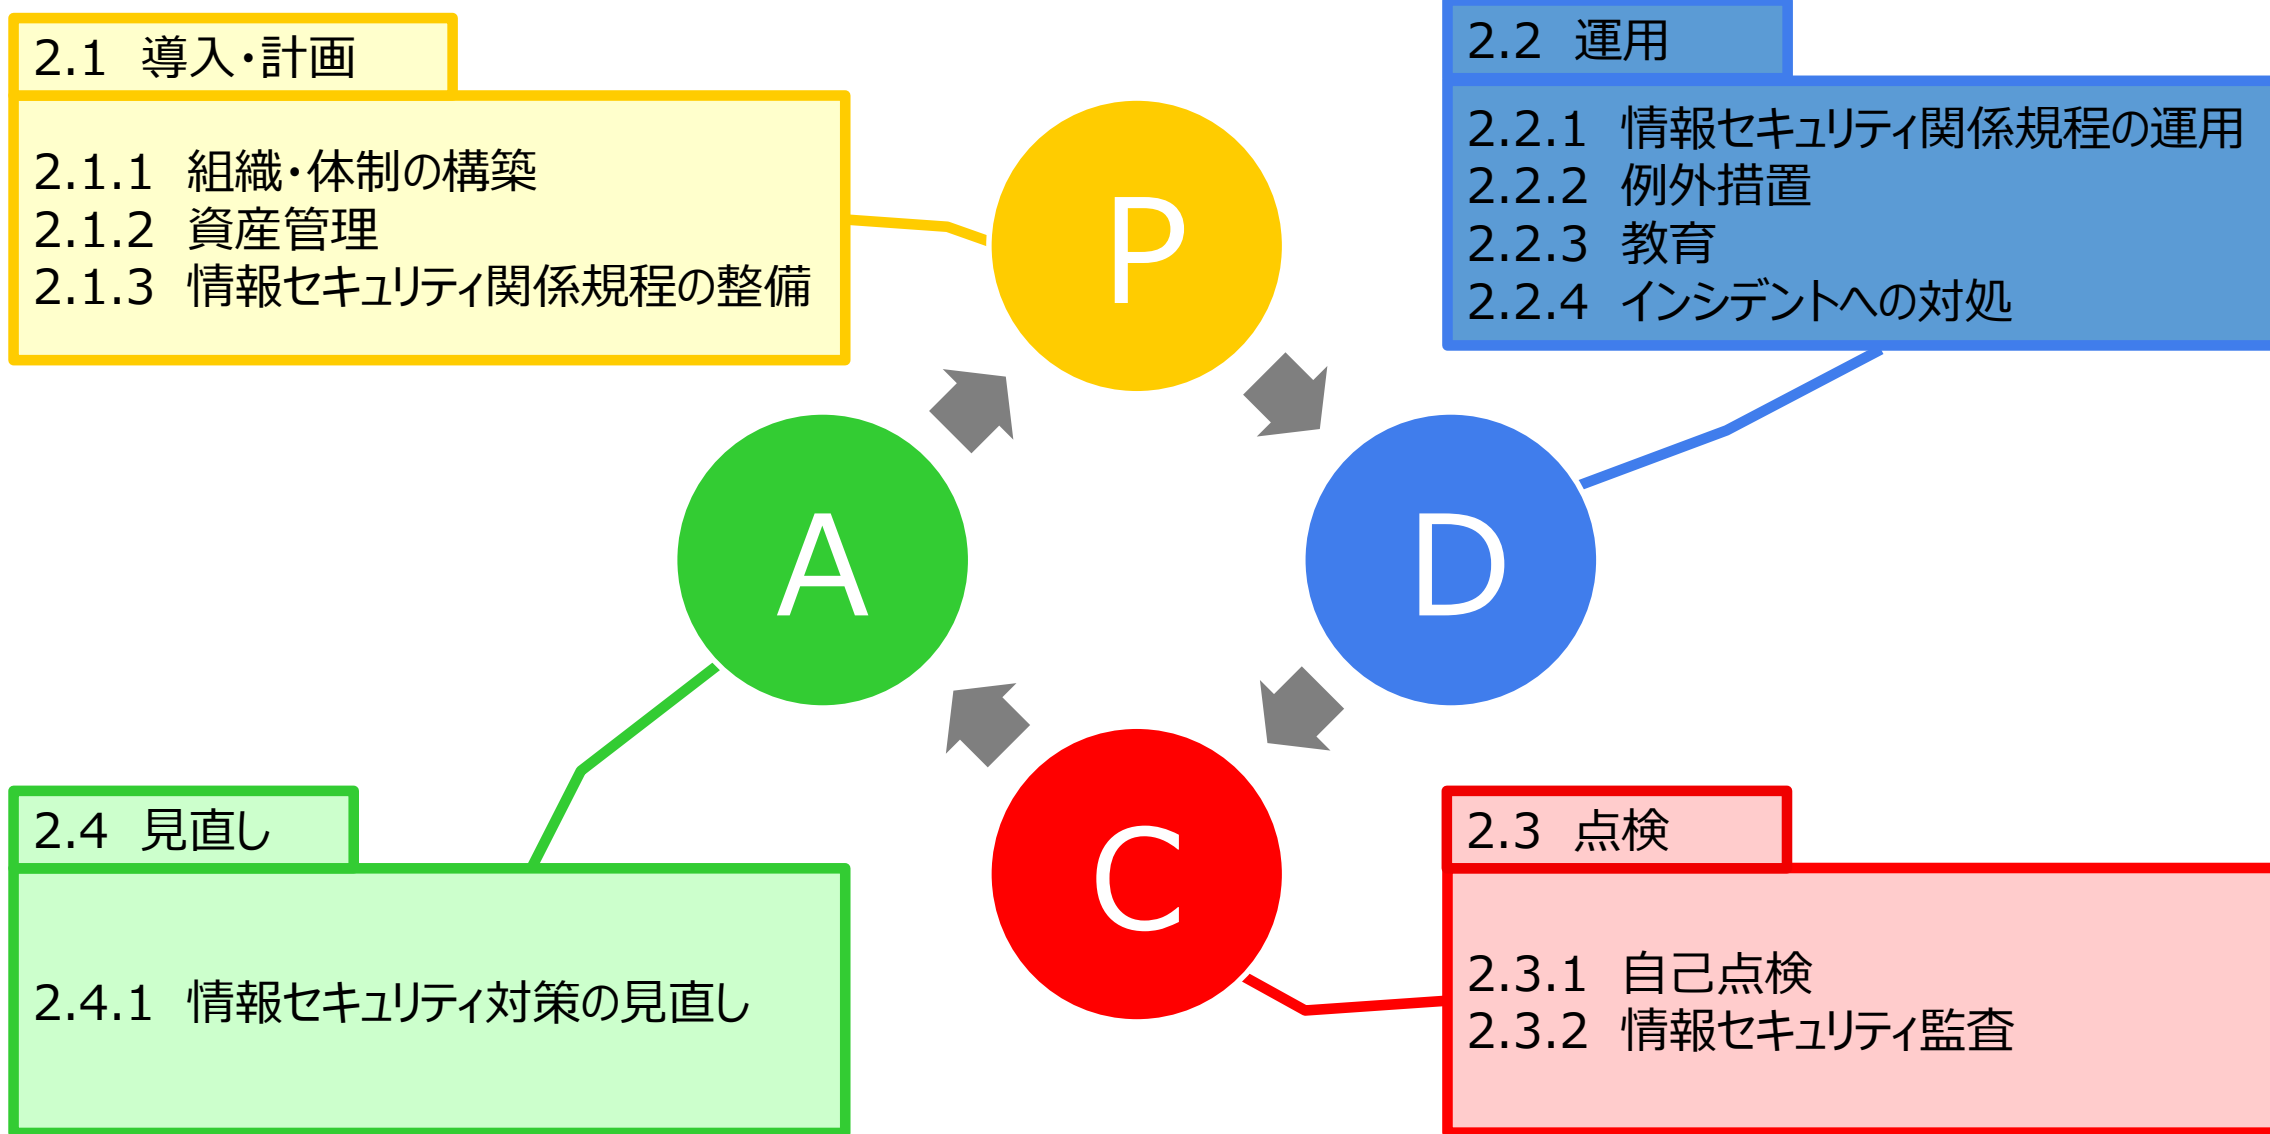 2.1 導入・計画
2.1.1 組織・体制の構築
2.1.2 資産管理
2.1.3 情報セキュリティ関係規程の整備
2.2 運用
2.2.1 情報セキュリティ関係規程の運用
2.2.2 例外措置
2.2.3 教育
2.2.4 インシデントへの対処
P
A
D
C
2.4 見直し
2.4.1 情報セキュリティ対策の見直し
2.3 点検
2.3.1 自己点検
2.3.2 情報セキュリティ監査